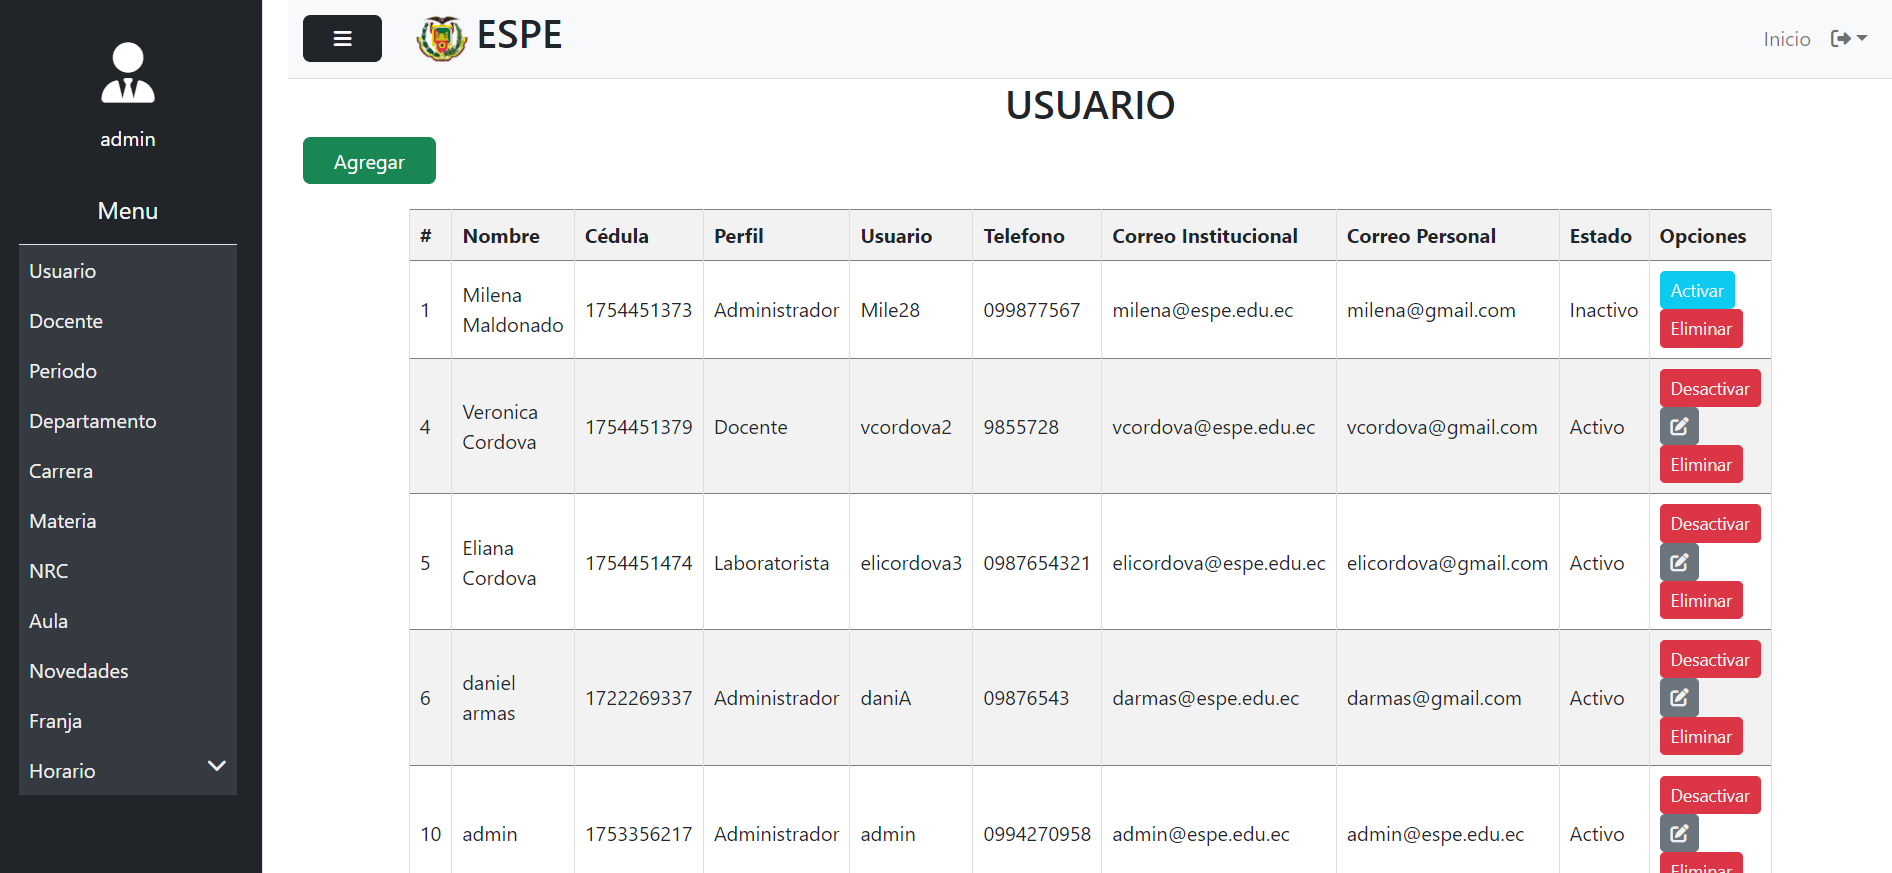 admin
Menu
Usuario
Docente
Periodo
Departamento
Carrera
Materia
NRC
Aula
Novedades
Franja
Horario
ESPE
Inicio
USUARIO
Agregar
# Nombre Cédula Perfil Usuario Telefono Correo Institucional Correo Personal Estado Opciones
1 Milena Maldonado 1754451373 Administrador Mile28 099877567 milena@espe.edu.ec milena@gmail.com Inactivo Activar Eliminar
4 Veronica Cordova 1754451379 Docente vcordova2 9855728 vcordova@espe.edu.ec vcordova@gmail.com Activo Desactivar Eliminar
5 Eliana Cordova 1754451474 Laboratorista elicordova3 0987654321 elicordova@espe.edu.ec elicordova@gmail.com Activo Desactivar Eliminar
6 daniel armas 1722269337 Administrador daniA 09876543 darmas@espe.edu.ec darmas@gmail.com Activo Desactivar Eliminar
10 admin 1753356217 Administrador admin 0994270958 admin@espe.edu.ec admin@espe.edu.ec Activo Desactivar Eliminar